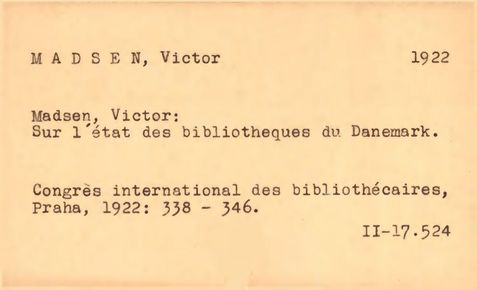 M A D S E N, Victor 1922
Madsen, Victor:
Sur l´état des bibliotheques du Danemark.
Congrès international des bibliothécaires,
Praha, 1922: 338 - 346.
II-17.524